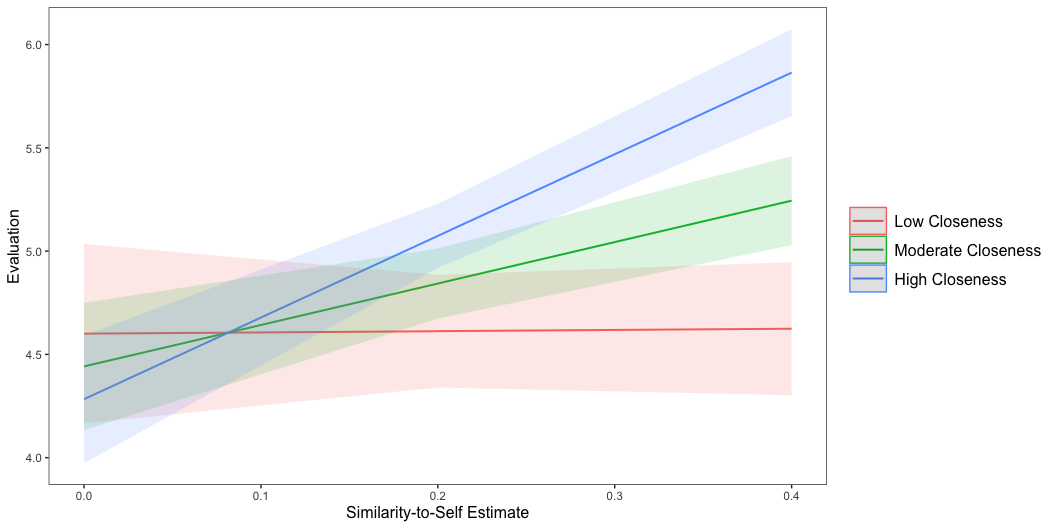 Evaluation
6.0
5.5
5.0
4.5
4.0
0.0 0.1 0.2 0.3 0.4
Similarity-to-Self Estimate
Low Closeness
Moderate Closeness
High Closeness